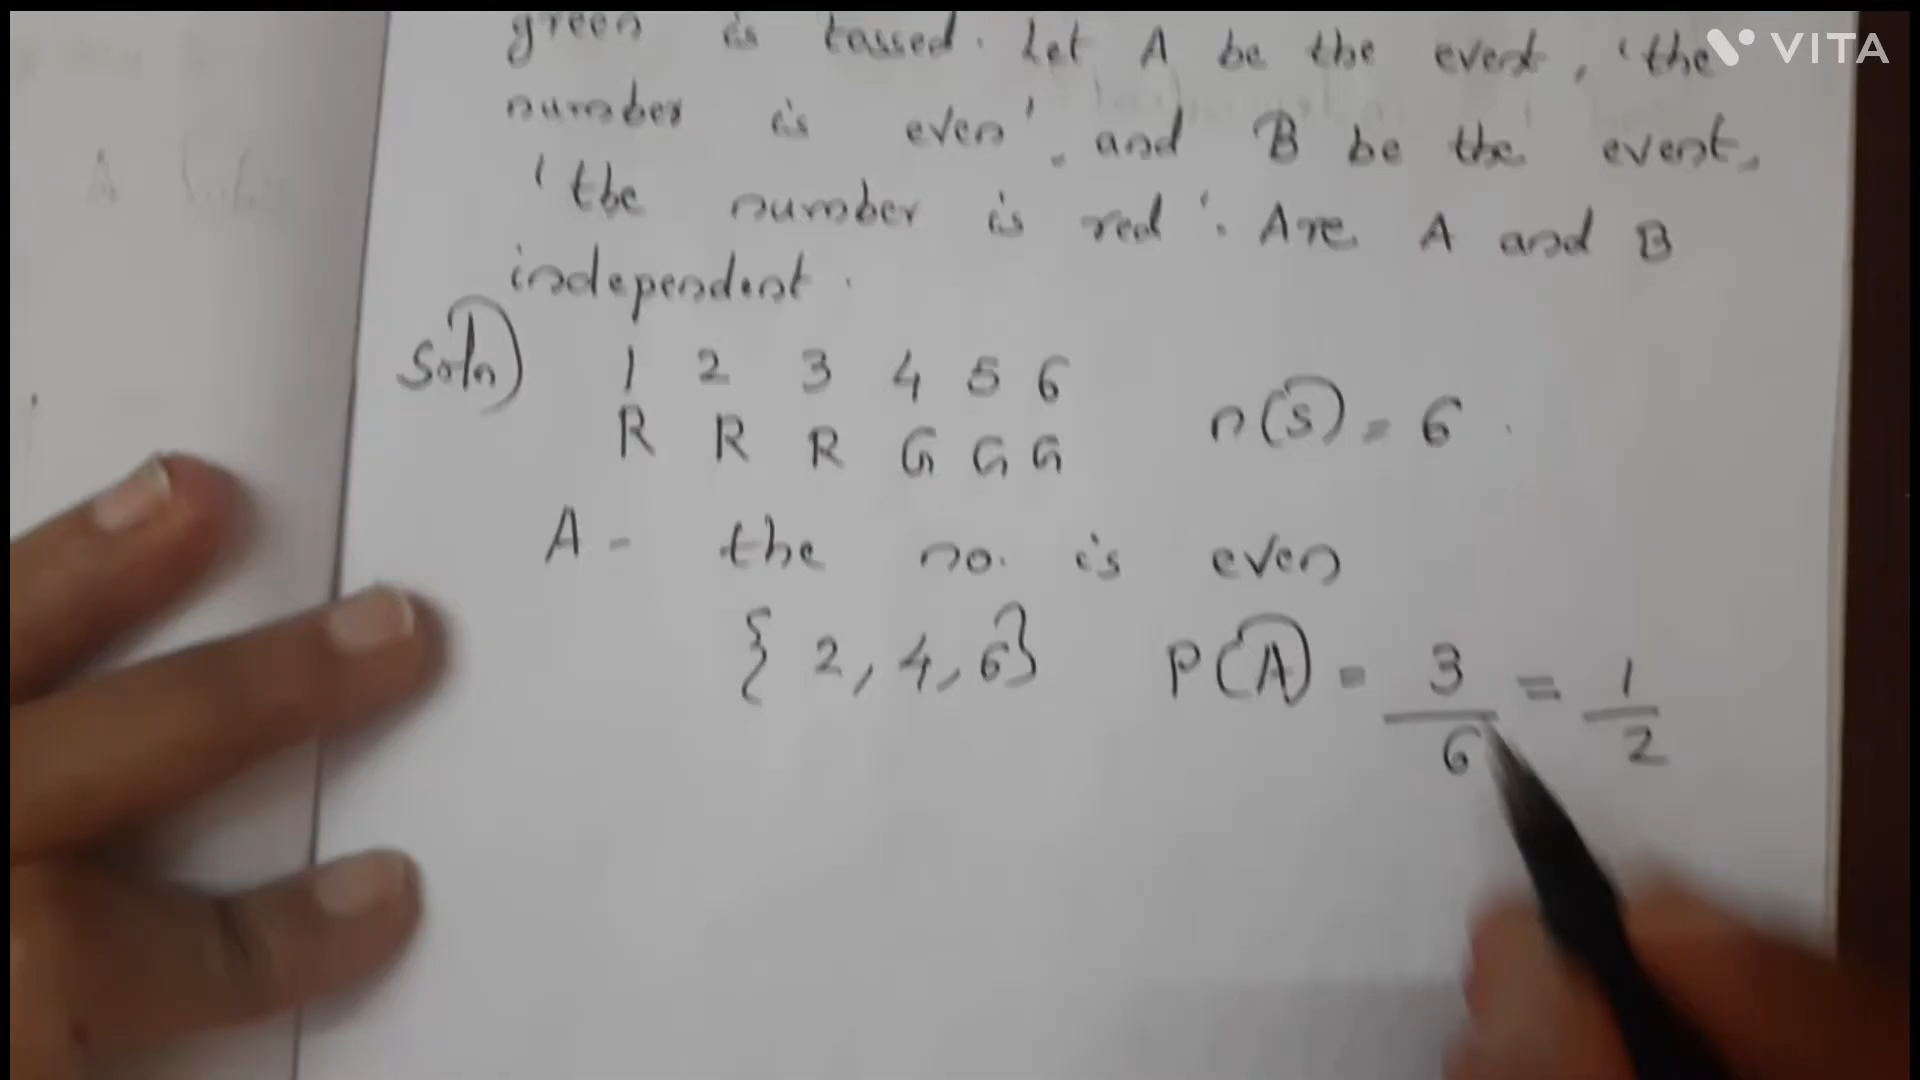 green is tassed. Let A be the event, 'the
VITA
number is even'. and B be the event.
'the number is red'. Are A and B
independent.
Soln) 1 2 3 4 5 6
R R R G G G n(S) = 6.
A - the no. is even
{2, 4, 6} P(A) = 3/6 = 1/2